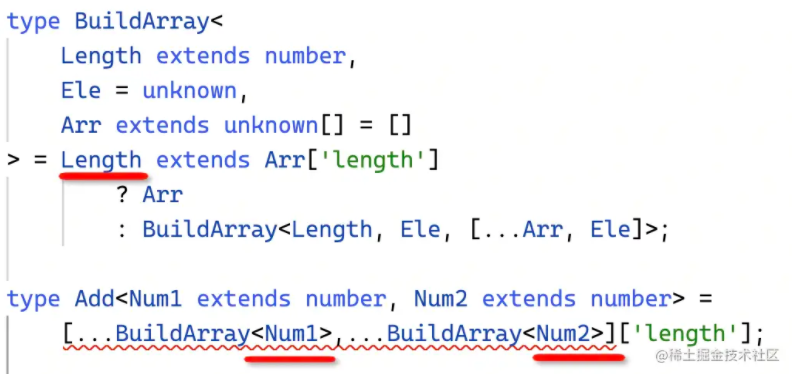 type BuildArray<
    Length extends number,
    Ele = unknown,
    Arr extends unknown[] = []
> = Length extends Arr['length']
        ? Arr
        : BuildArray<Length, Ele, [...Arr, Ele]>;
type Add<Num1 extends number, Num2 extends number> =
    [...BuildArray<Num1>,...BuildArray<Num2>]['length'];
@稀土掘金技术社区